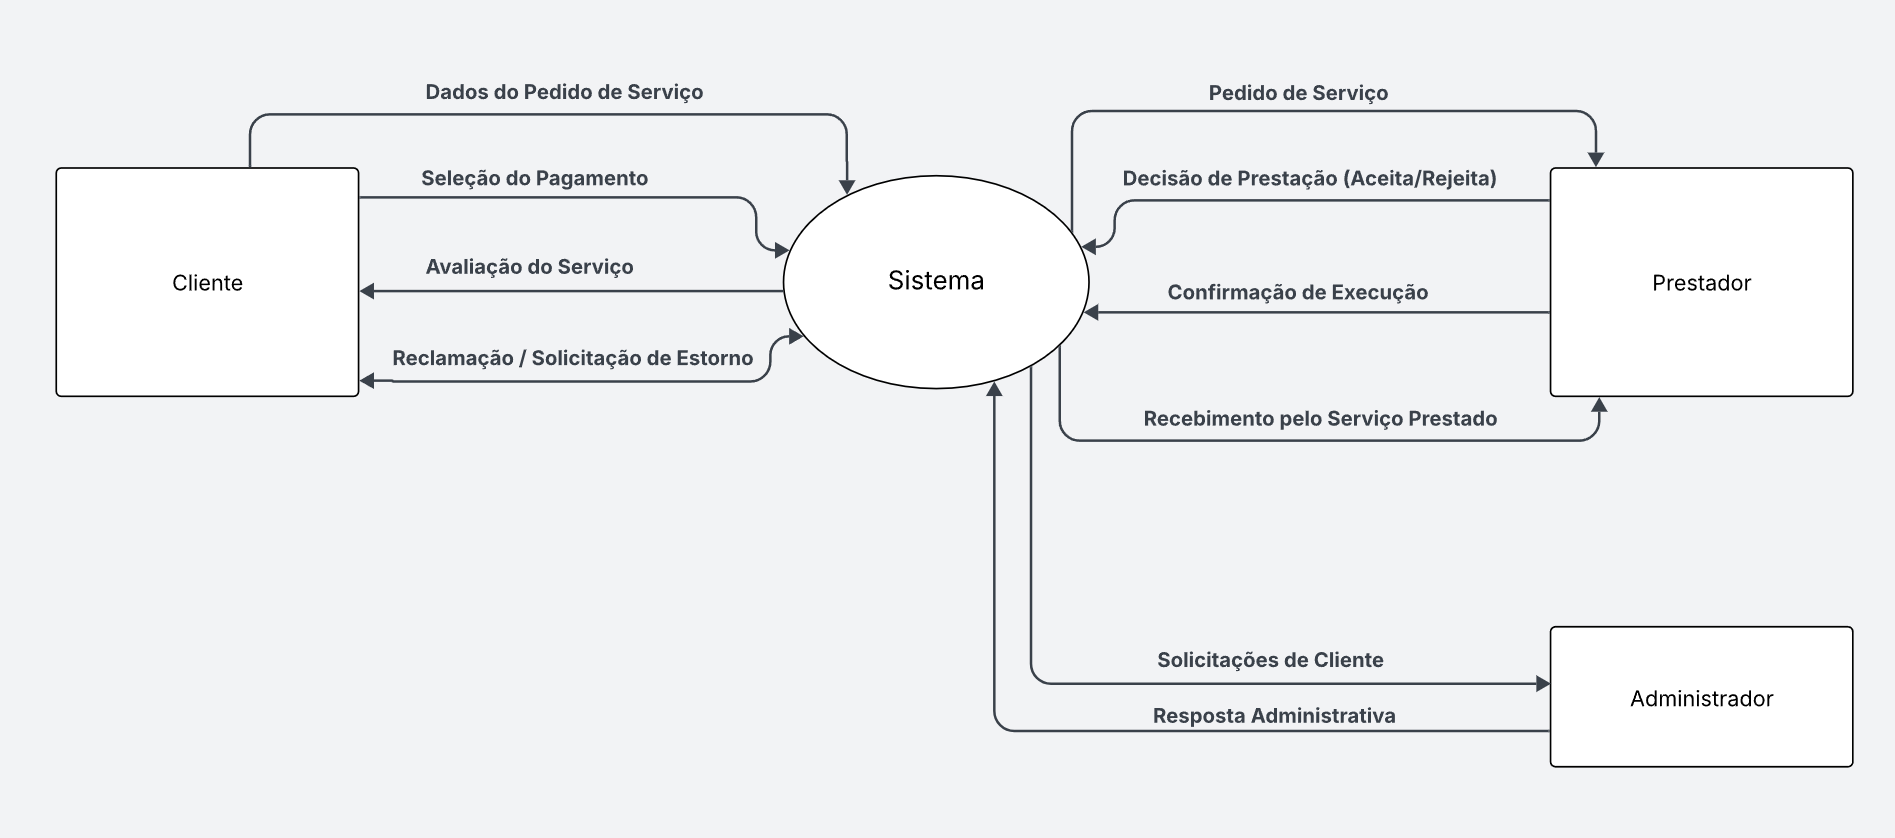 Dados do Pedido de Serviço
Pedido de Serviço
Seleção do Pagamento
Decisão de Prestação (Aceita/Rejeita)
Avaliação do Serviço
Cliente
Sistema
Prestador
Confirmação de Execução
Reclamação / Solicitação de Estorno
Recebimento pelo Serviço Prestado
Solicitações de Cliente
Administrador
Resposta Administrativa